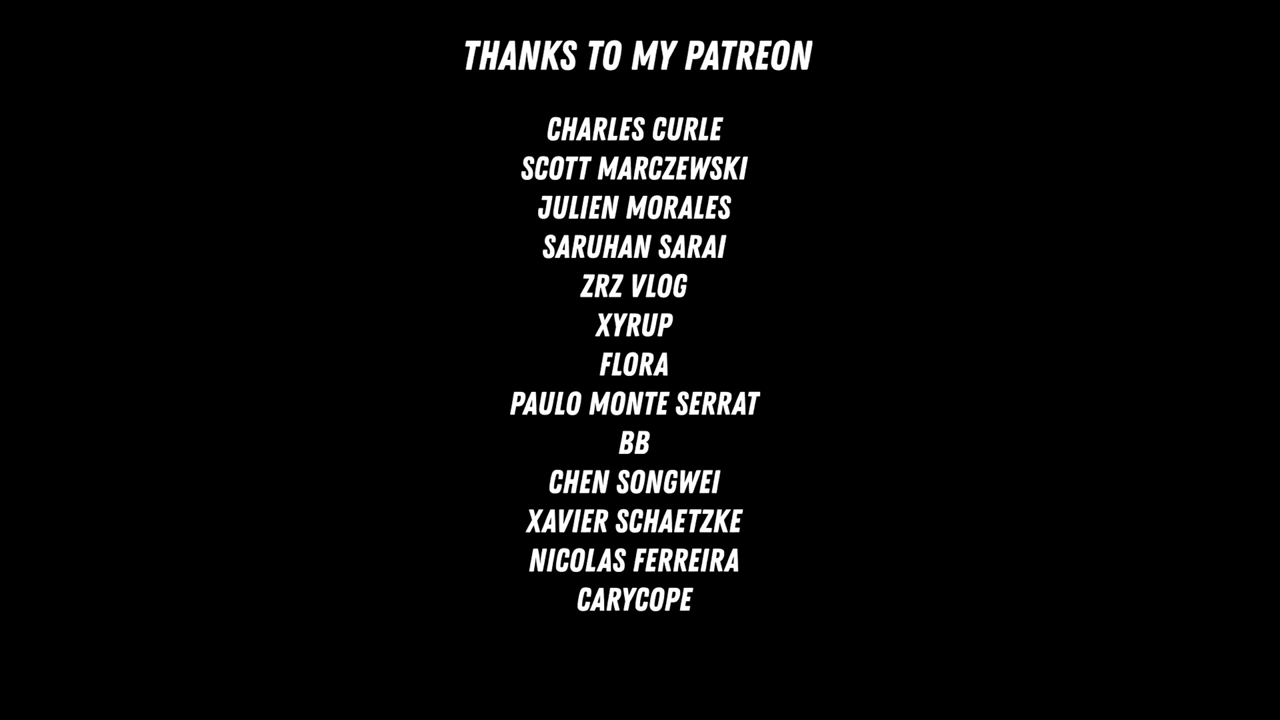 THANKS TO MY PATREON
CHARLES CURLE
SCOTT MARCZEWSKI
JULIEN MORALES
SARUHAN SARAI
ZRZ VLOG
XYRUP
FLORA
PAULO MONTE SERRAT
BB
CHEN SONGWEI
XAVIER SCHAETZKE
NICOLAS FERREIRA
CARYCOPE